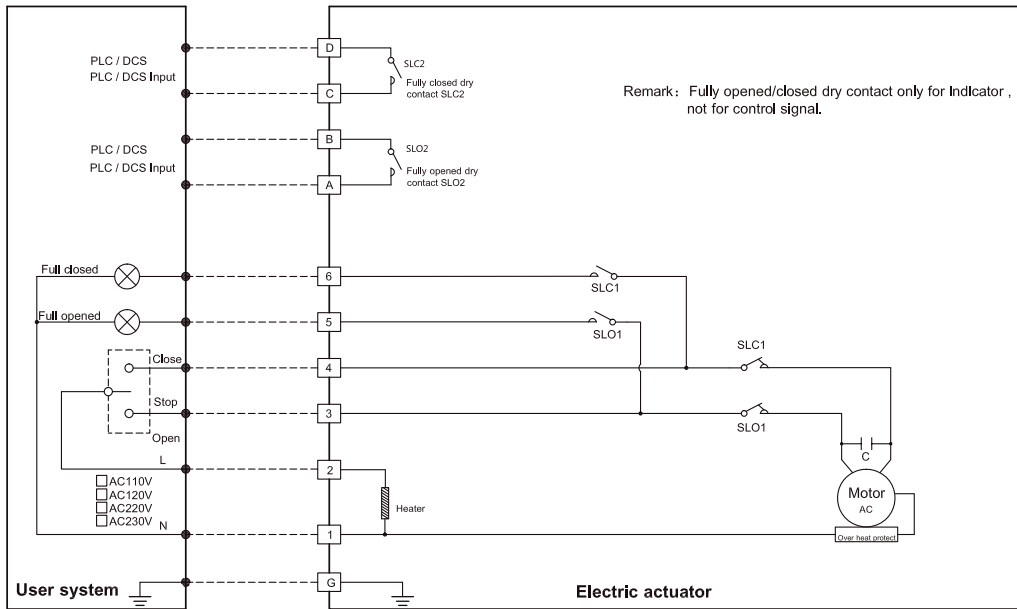 PLC / DCS
PLC / DCS Input
D
C
SLC2
Fully closed dry
contact SLC2
Remark: Fully opened/closed dry contact only for Indicator ,
not for control signal.
PLC / DCS
PLC / DCS Input
B
A
SLO2
Fully opened dry
contact SLO2
Full closed
6
SLC1
Full opened
5
SLO1
Close
4
SLC1
Stop
3
SLO1
Open
L
2
C
AC110V
AC120V
AC220V
AC230V
Heater
Motor
AC
N
1
Over heat protect
User system
G
Electric actuator